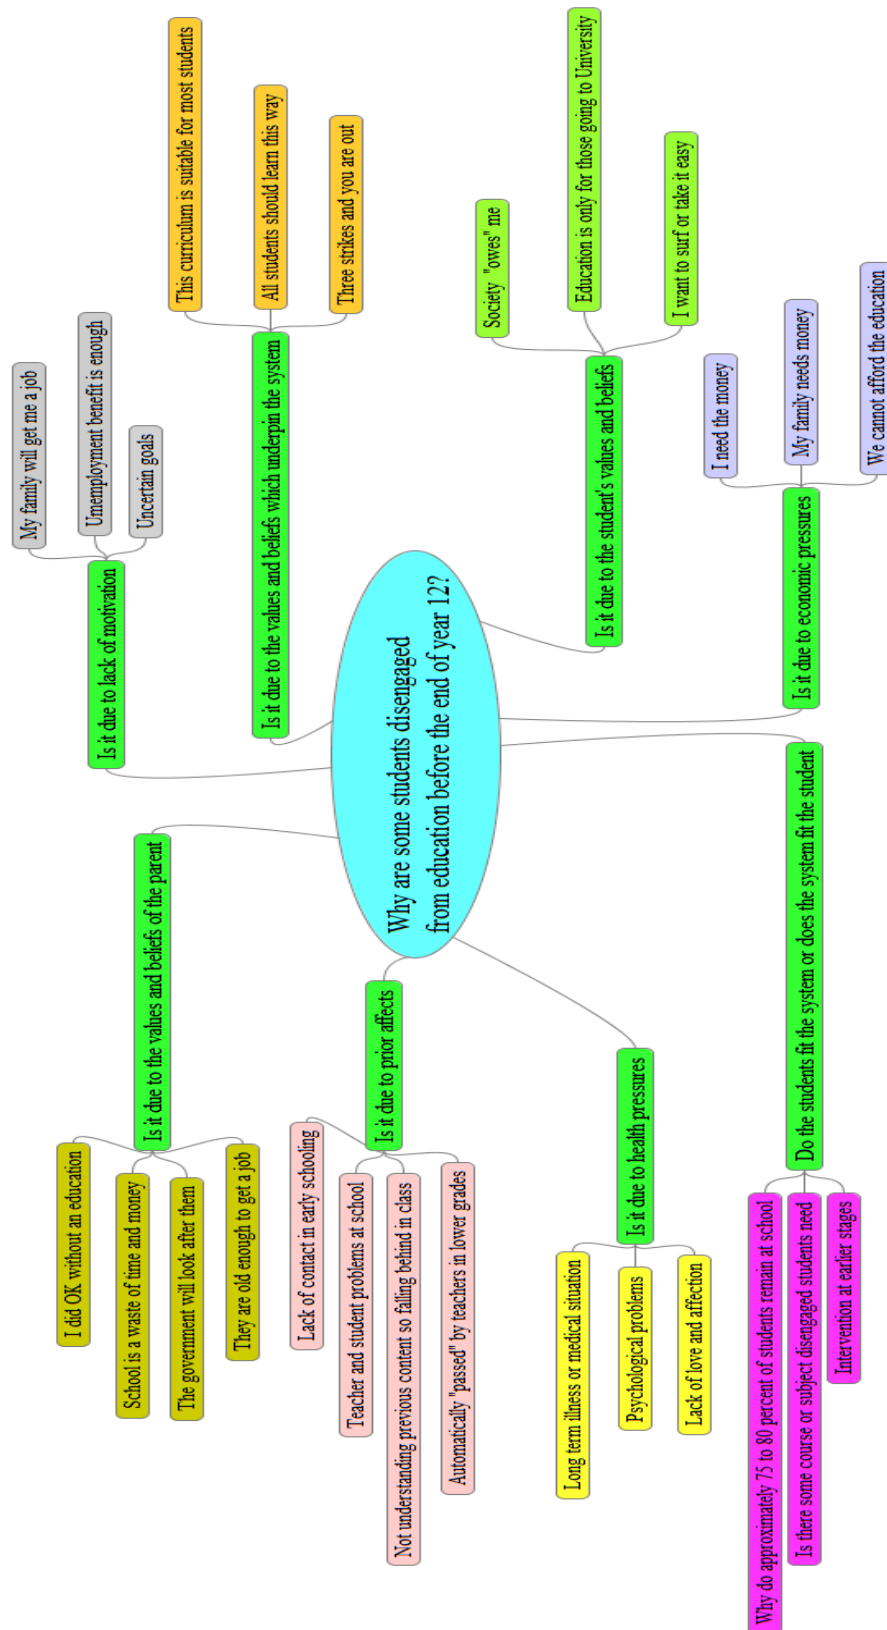 Why are some students disengaged
from education before the end of year 12?
Is it due to the values and beliefs of the parent
I did OK without an education
School is a waste of time and money
The government will look after them
They are old enough to get a job
Is it due to lack of motivation
My family will get me a job
Umemployment benefit is enough
Uncertain goals
Is it due to the values and beliefs which underpin the system
This curriculum is suitable for most students
All students should learn this way
Three strikes and you are out
Is it due to prior affects
Lack of contact in early schooling
Teacher and student problems at school
Not understanding previous content so falling behind in class
Automatically "passed" by teachers in lower grades
Is it due to the student's values and beliefs
Society "owes" me
Education is only for those going to University
I want to surf or take it easy
Is it due to health pressures
Long term illness or medical situation
Psychological problems
Lack of love and affection
Is it due to economic pressures
I need the money
My family needs money
We cannot afford the education
Do the students fit the system or does the system fit the student
Why do approximately 75 to 80 percent of students remain at school
Is there some course or subject disengaged students need
Intervention at earlier stages